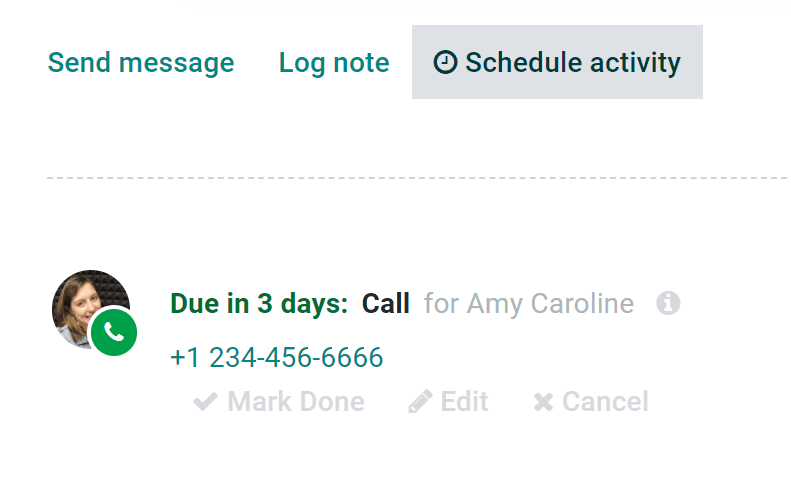 Send message Log note Schedule activity
Due in 3 days: Call for Amy Caroline
+1 234-456-6666
Mark Done Edit Cancel